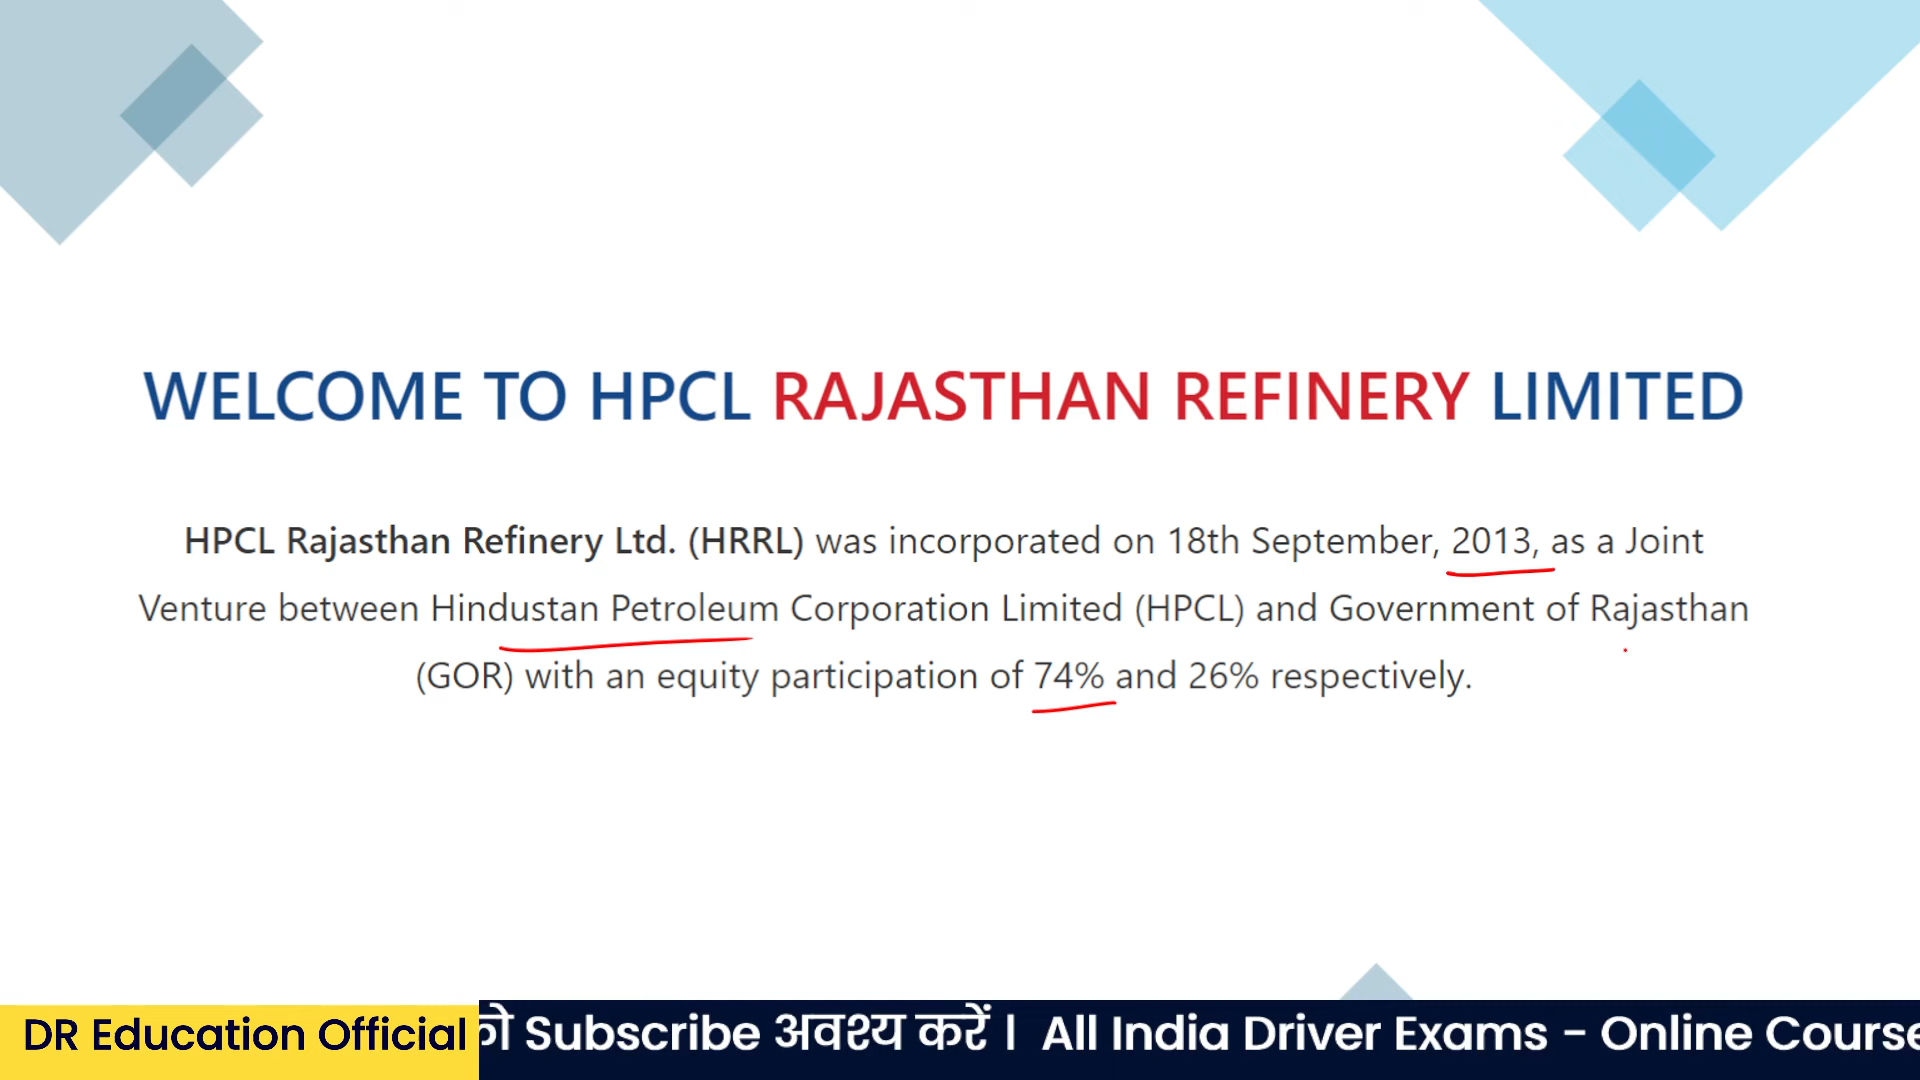 WELCOME TO HPCL RAJASTHAN REFINERY LIMITED
HPCL Rajasthan Refinery Ltd. (HRRL) was incorporated on 18th September, 2013, as a Joint
Venture between Hindustan Petroleum Corporation Limited (HPCL) and Government of Rajasthan
(GOR) with an equity participation of 74% and 26% respectively.
DR Education Official
को Subscribe अवश्य करें । All India Driver Exams - Online Course